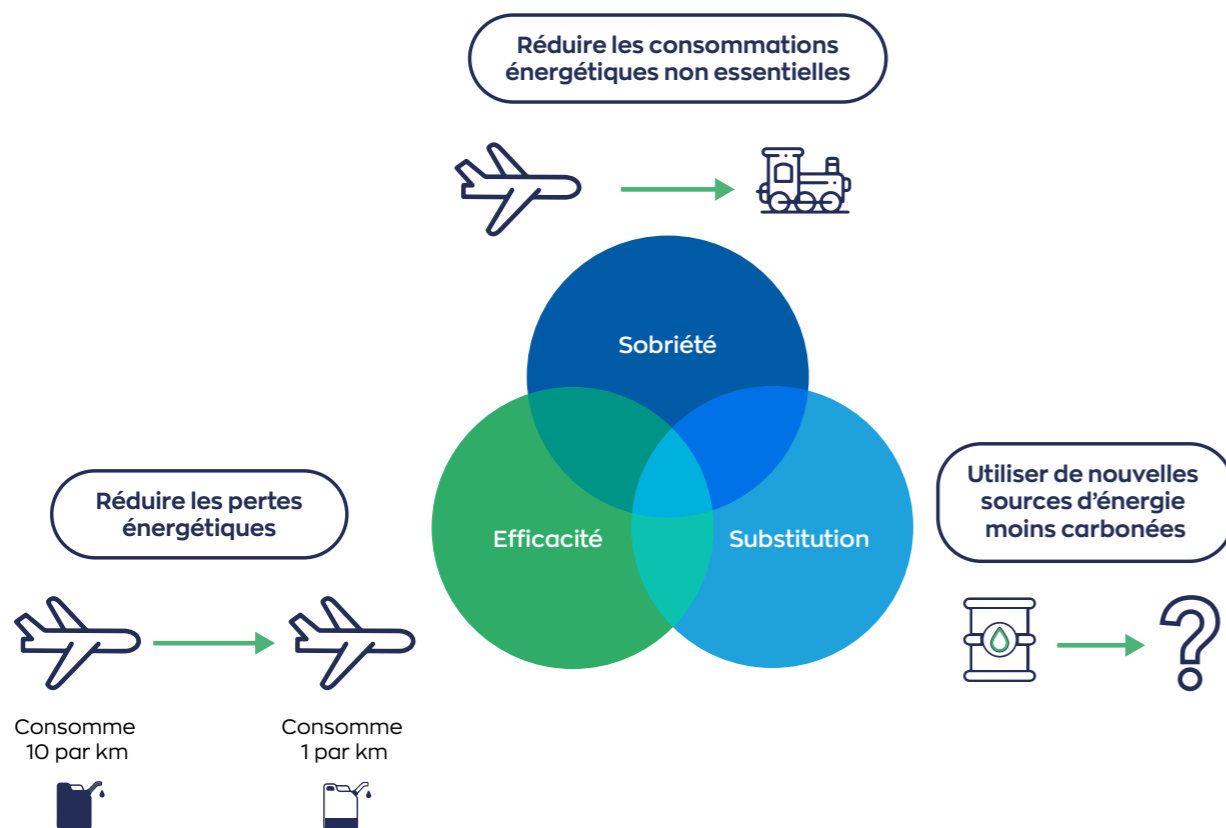 Réduire les consommations
énergétiques non essentielles
Sobriété
Réduire les pertes
énergétiques
Efficacité
Substitution
Utiliser de nouvelles
sources d’énergie
moins carbonées
Consomme
10 par km
Consomme
1 par km